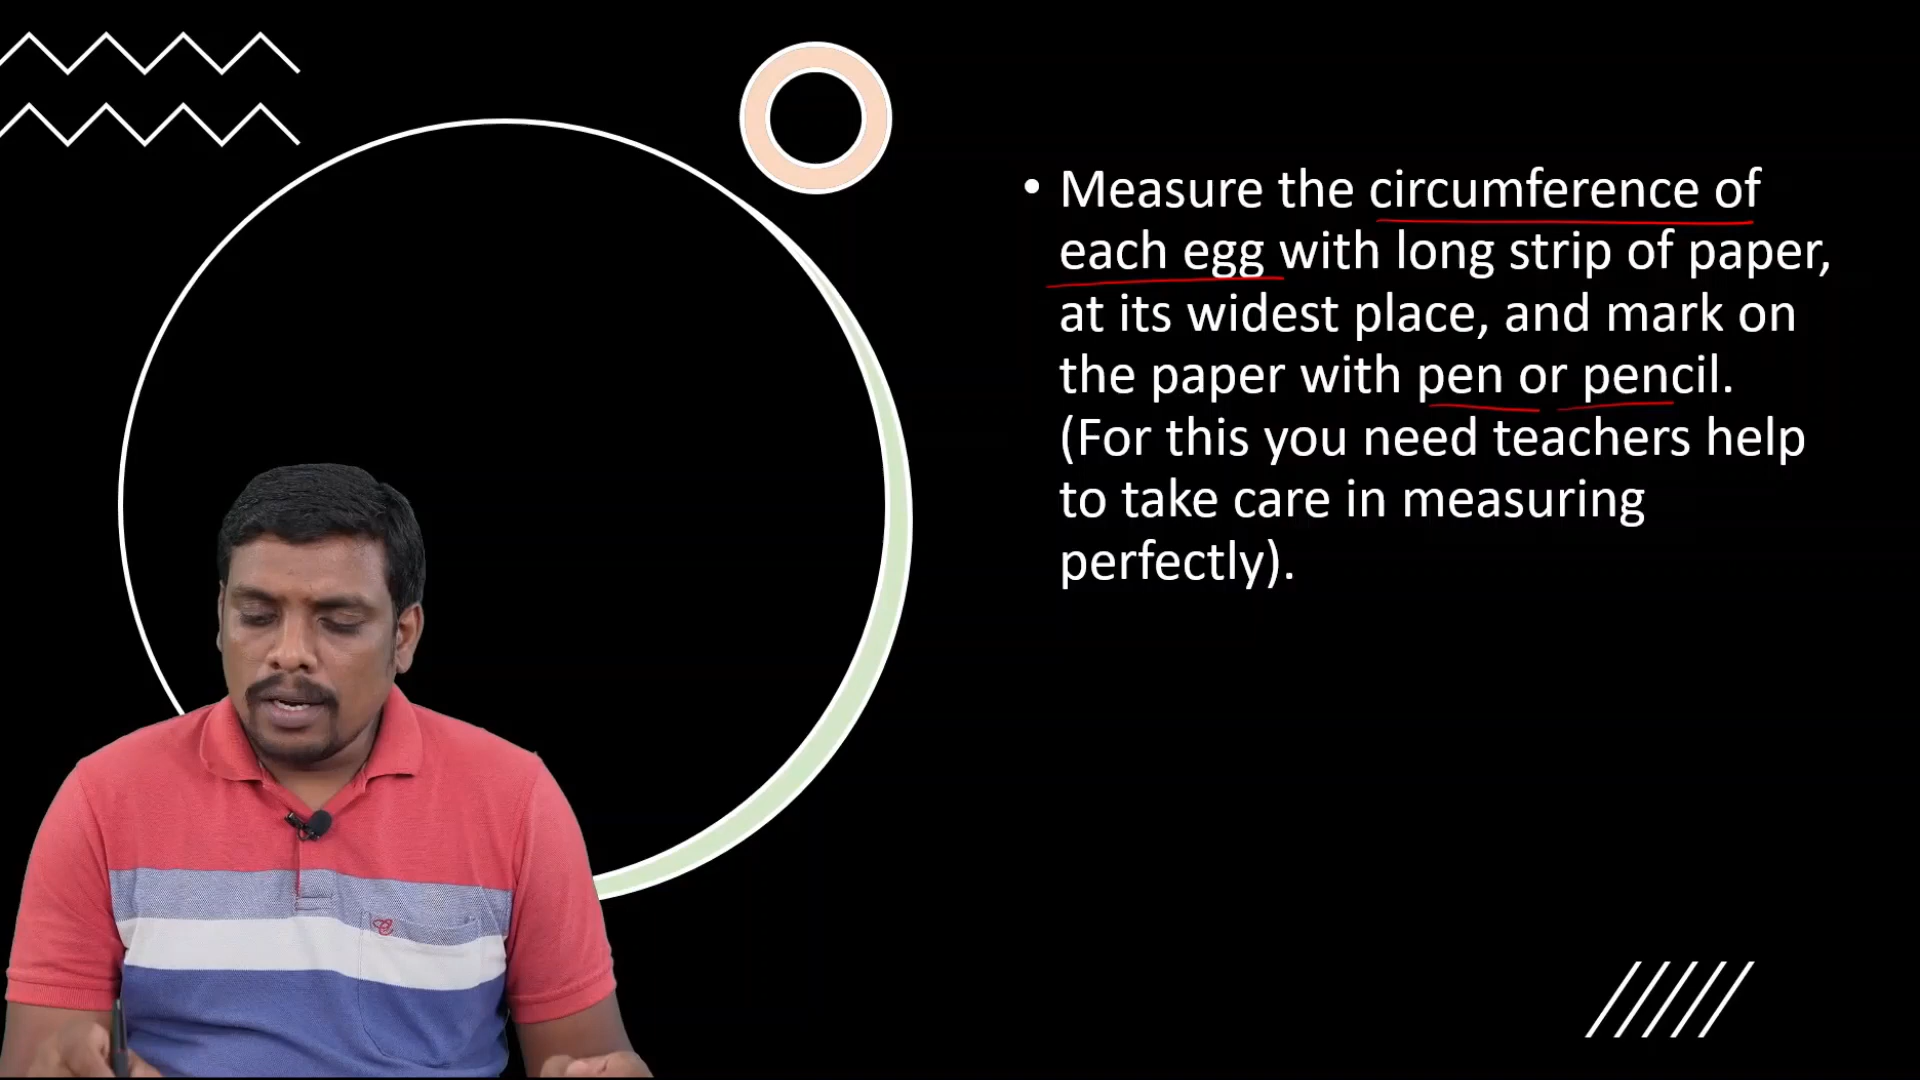 • Measure the circumference of
each egg with long strip of paper,
at its widest place, and mark on
the paper with pen or pencil.
(For this you need teachers help
to take care in measuring
perfectly).